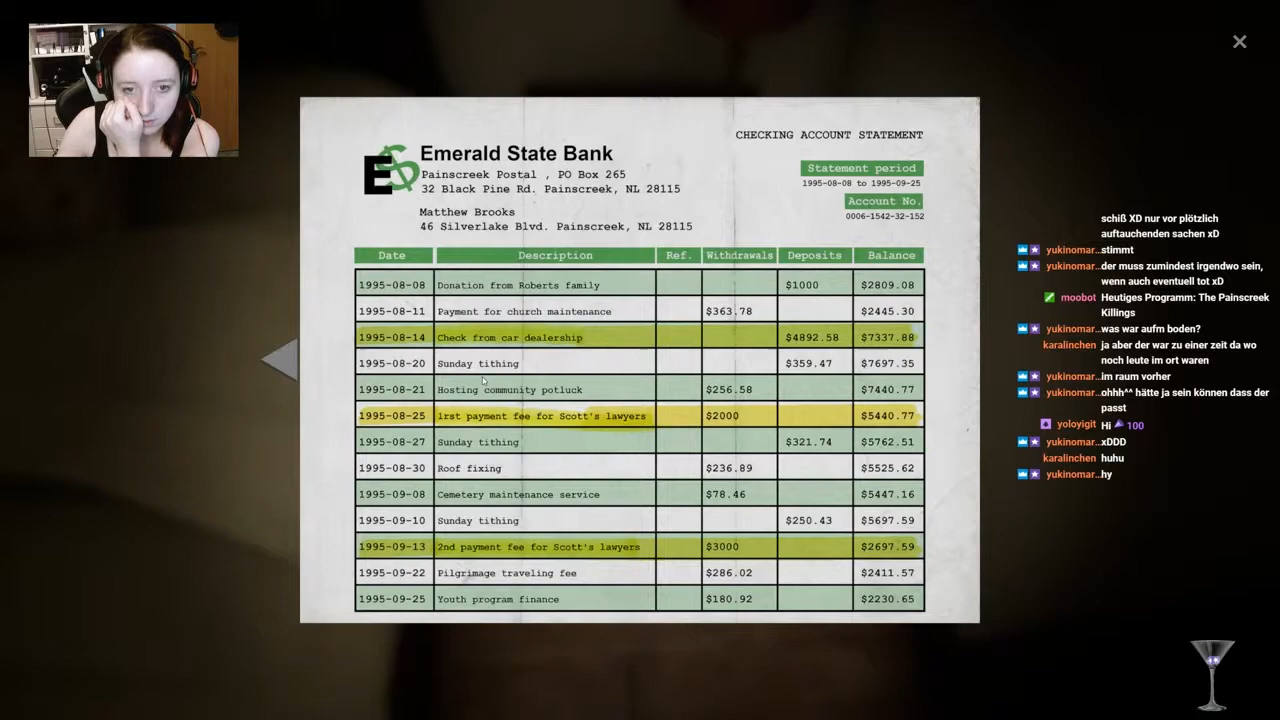 CHECKING ACCOUNT STATEMENT
ES
Emerald State Bank
Painscreek Postal , PO Box 265
32 Black Pine Rd. Painscreek, NL 28115
Statement period
1995-08-08 to 1995-09-25
Account No.
0006-1542-32-152
Matthew Brooks
46 Silverlake Blvd. Painscreek, NL 28115
Date Description Ref. Withdrawals Deposits Balance
1995-08-08 Donation from Roberts family $1000 $2809.08
1995-08-11 Payment for church maintenance $363.78 $2445.30
1995-08-14 Check from car dealership $4892.58 $7337.88
1995-08-20 Sunday tithing $359.47 $7697.35
1995-08-21 Hosting community potluck $256.58 $7440.77
1995-08-25 1rst payment fee for Scott's lawyers $2000 $5440.77
1995-08-27 Sunday tithing $321.74 $5762.51
1995-08-30 Roof fixing $236.89 $5525.62
1995-09-08 Cemetery maintenance service $78.46 $5447.16
1995-09-10 Sunday tithing $250.43 $5697.59
1995-09-13 2nd payment fee for Scott's lawyers $3000 $2697.59
1995-09-22 Pilgrimage traveling fee $286.02 $2411.57
1995-09-25 Youth program finance $180.92 $2230.65
schiß XD nur vor plötzlich
auftauchenden sachen xD
yukinomar... stimmt
yukinomar... der muss zumindest irgendwo sein,
wenn auch eventuell tot xD
moobot Heutiges Programm: The Painscreek
Killings
yukinomar... was war aufm boden?
karalinchen ja aber der war zu einer zeit da wo
noch leute im ort waren
yukinomar... im raum vorher
yukinomar... ohhh^^ hätte ja sein können dass der
passt
yoloyigit Hi 100
yukinomar... xDDD
karalinchen huhu
yukinomar... hy